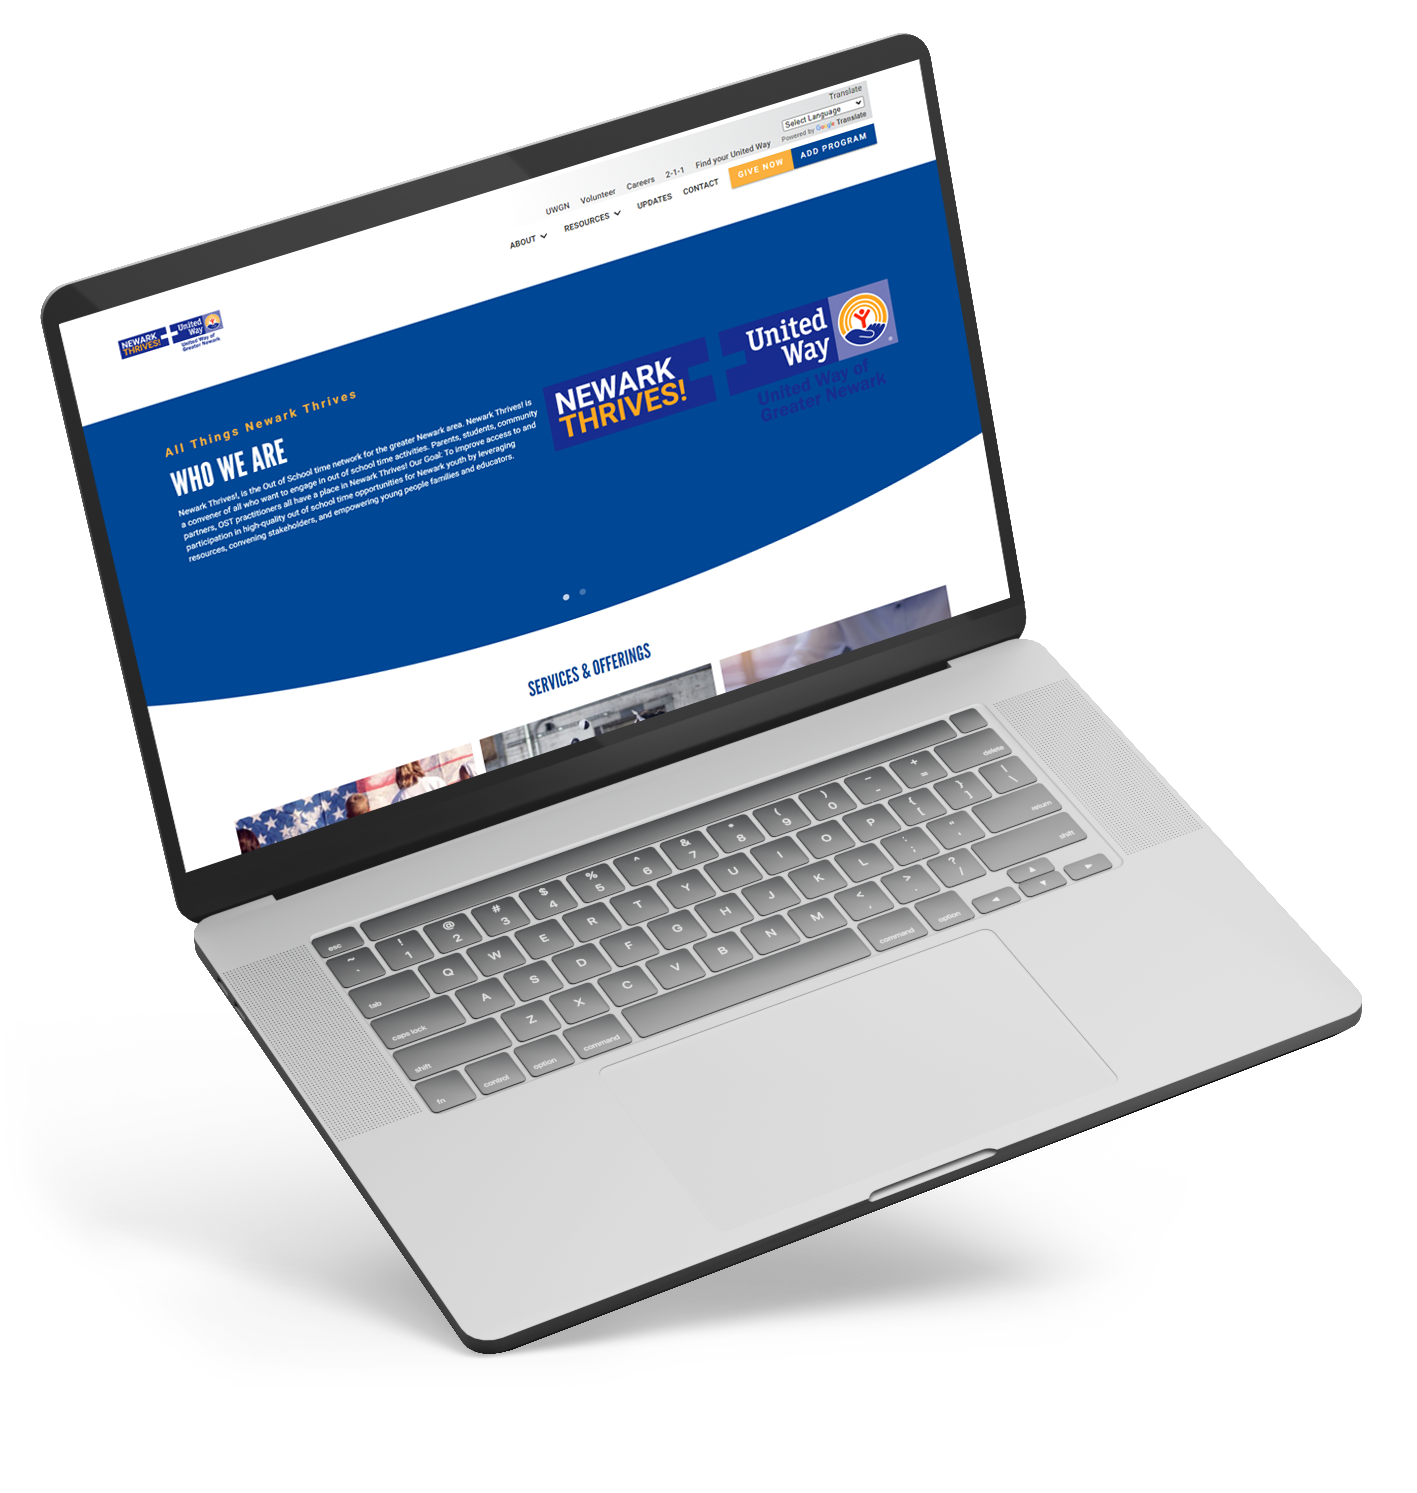 Translate
Select Language
Powered by Google Translate
UWGN Volunteer Careers 2-1-1 Find your United Way
GIVE NOW ADD PROGRAM
ABOUT RESOURCES UPDATES CONTACT
NEWARK
THRIVES!
United
Way
United Way of
Greater Newark
All Things Newark Thrives
WHO WE ARE
Newark Thrives!, is the Out of School time network for the greater Newark area. Newark Thrives! is
a convener of all who want to engage in out of school time activities. Parents, students, community
partners, OST practitioners all have a place in Newark Thrives! Our Goal: To improve access to and
participation in high-quality out of school time opportunities for Newark youth by leveraging
resources, convening stakeholders, and empowering young people families and educators.
NEWARK
THRIVES!
United
Way
®
United Way of
Greater Newark
SERVICES & OFFERINGS
esc
~ ! @ # $ % ^ & * ( ) - +
` 1 2 3 4 5 6 7 8 9 0 - = delete
tab Q W E R T Y U I O P { [ } ] | \
caps lock A S D F G H J K L : ; " ' return
shift Z X C V B N M < , > . ? / shift
fn control option command command option